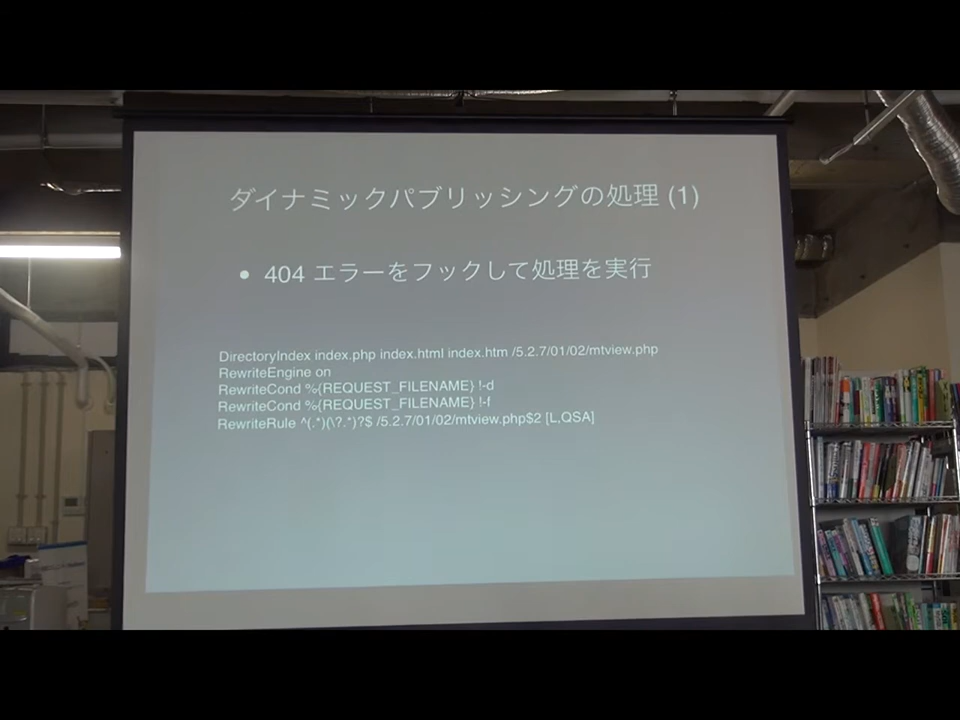 ダイナミックパブリッシングの処理 (1)
• 404 エラーをフックして処理を実行
DirectoryIndex index.php index.html index.htm /5.2.7/01/02/mtview.php
RewriteEngine on
RewriteCond %{REQUEST_FILENAME} !-d
RewriteCond %{REQUEST_FILENAME} !-f
RewriteRule ^(.*)(\?.*)?$ /5.2.7/01/02/mtview.php$2 [L,QSA]